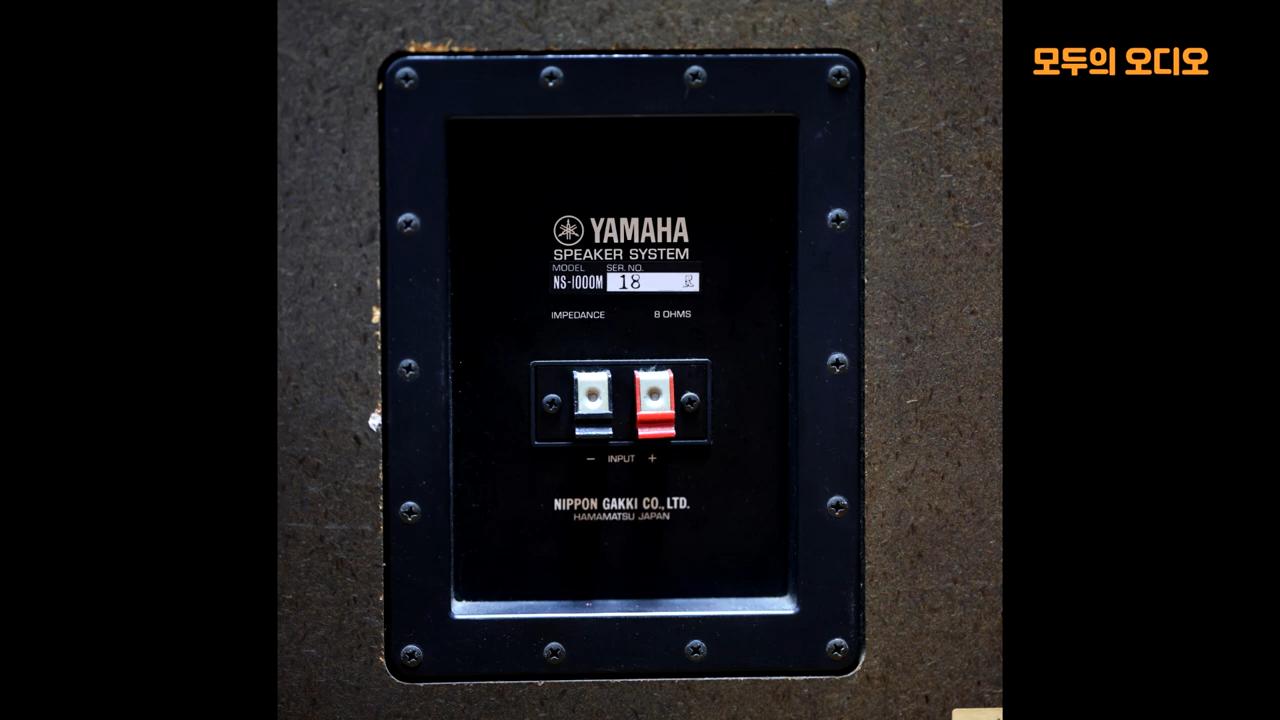 모두의 오디오
YAMAHA
SPEAKER SYSTEM
MODEL SER. NO.
NS-1000M 18 R
IMPEDANCE 8 OHMS
− INPUT +
NIPPON GAKKI CO., LTD.
HAMAMATSU JAPAN